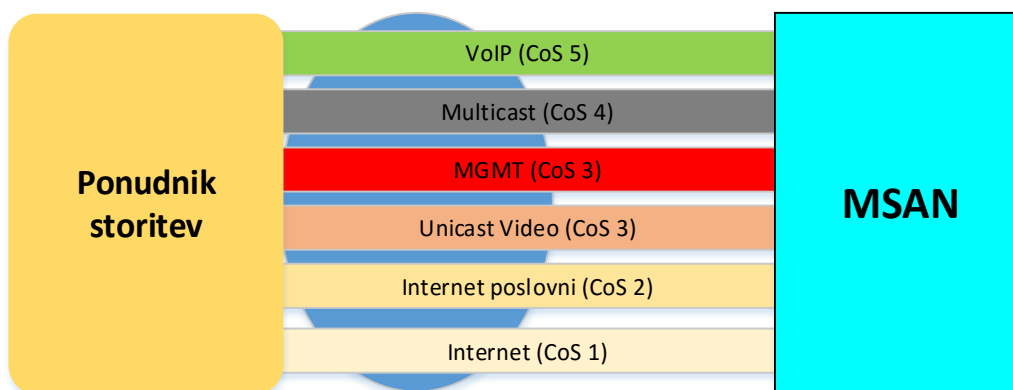 Ponudnik
storitev
VoIP (CoS 5)
Multicast (CoS 4)
MGMT (CoS 3)
Unicast Video (CoS 3)
Internet poslovni (CoS 2)
Internet (CoS 1)
MSAN